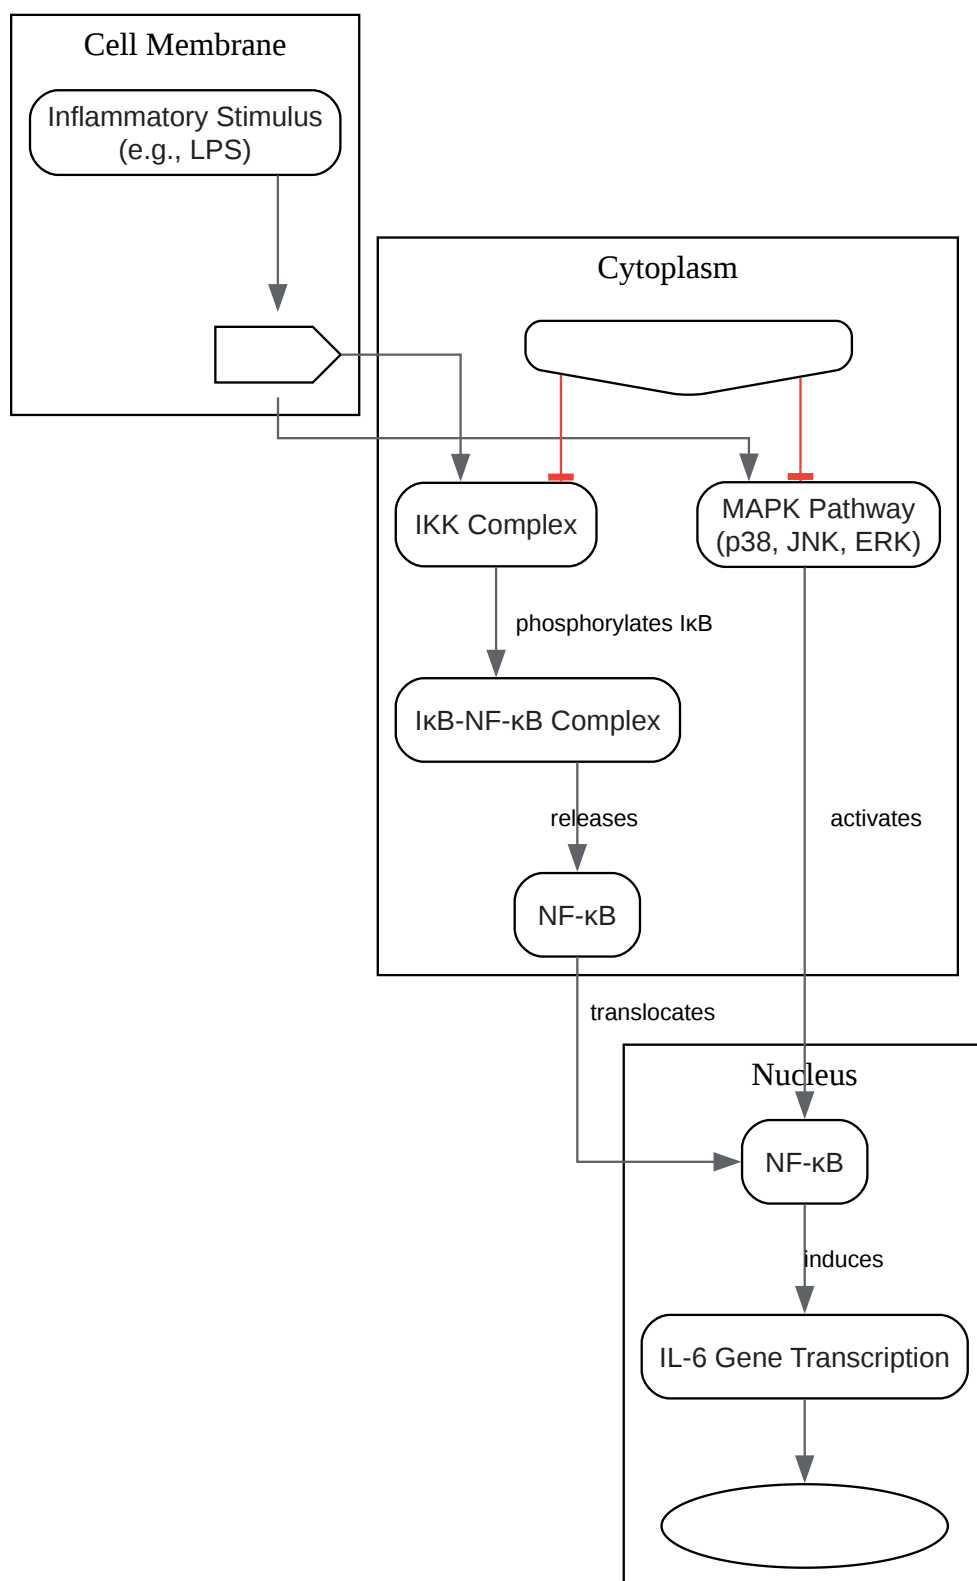 Cell Membrane
Inflammatory Stimulus
(e.g., LPS)
Cytoplasm
IKK Complex
MAPK Pathway
(p38, JNK, ERK)
phosphorylates IκB
IκB-NF-κB Complex
releases
activates
NF-κB
translocates
Nucleus
NF-κB
induces
IL-6 Gene Transcription